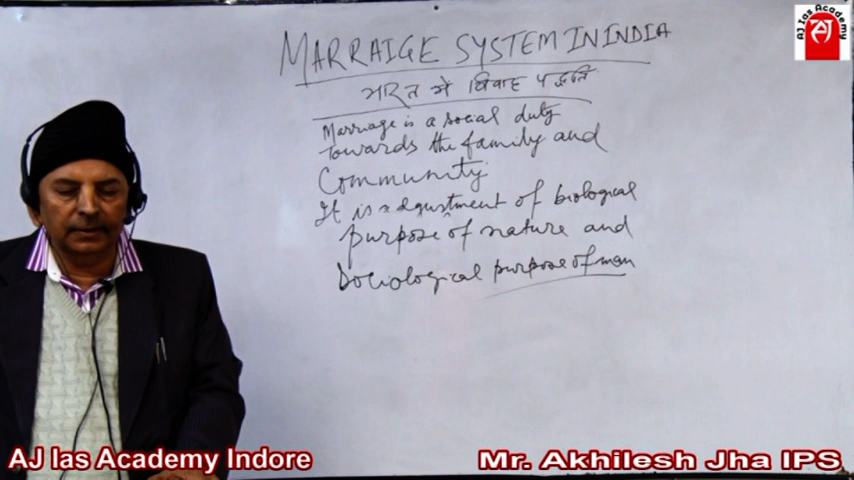 MARRAIGE SYSTEM IN INDIA
भारत में विवाह पद्धति
Marriage is a social duty
towards the family and
Community.
It is adjustment of biological
purpose of nature and
Sociological purpose of man
AJ Ias Academy
AJ
AJ Ias Academy Indore
Mr. Akhilesh Jha IPS